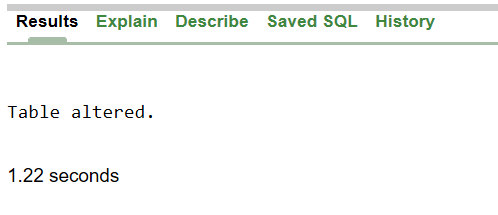 Results Explain Describe Saved SQL History
Table altered.
1.22 seconds